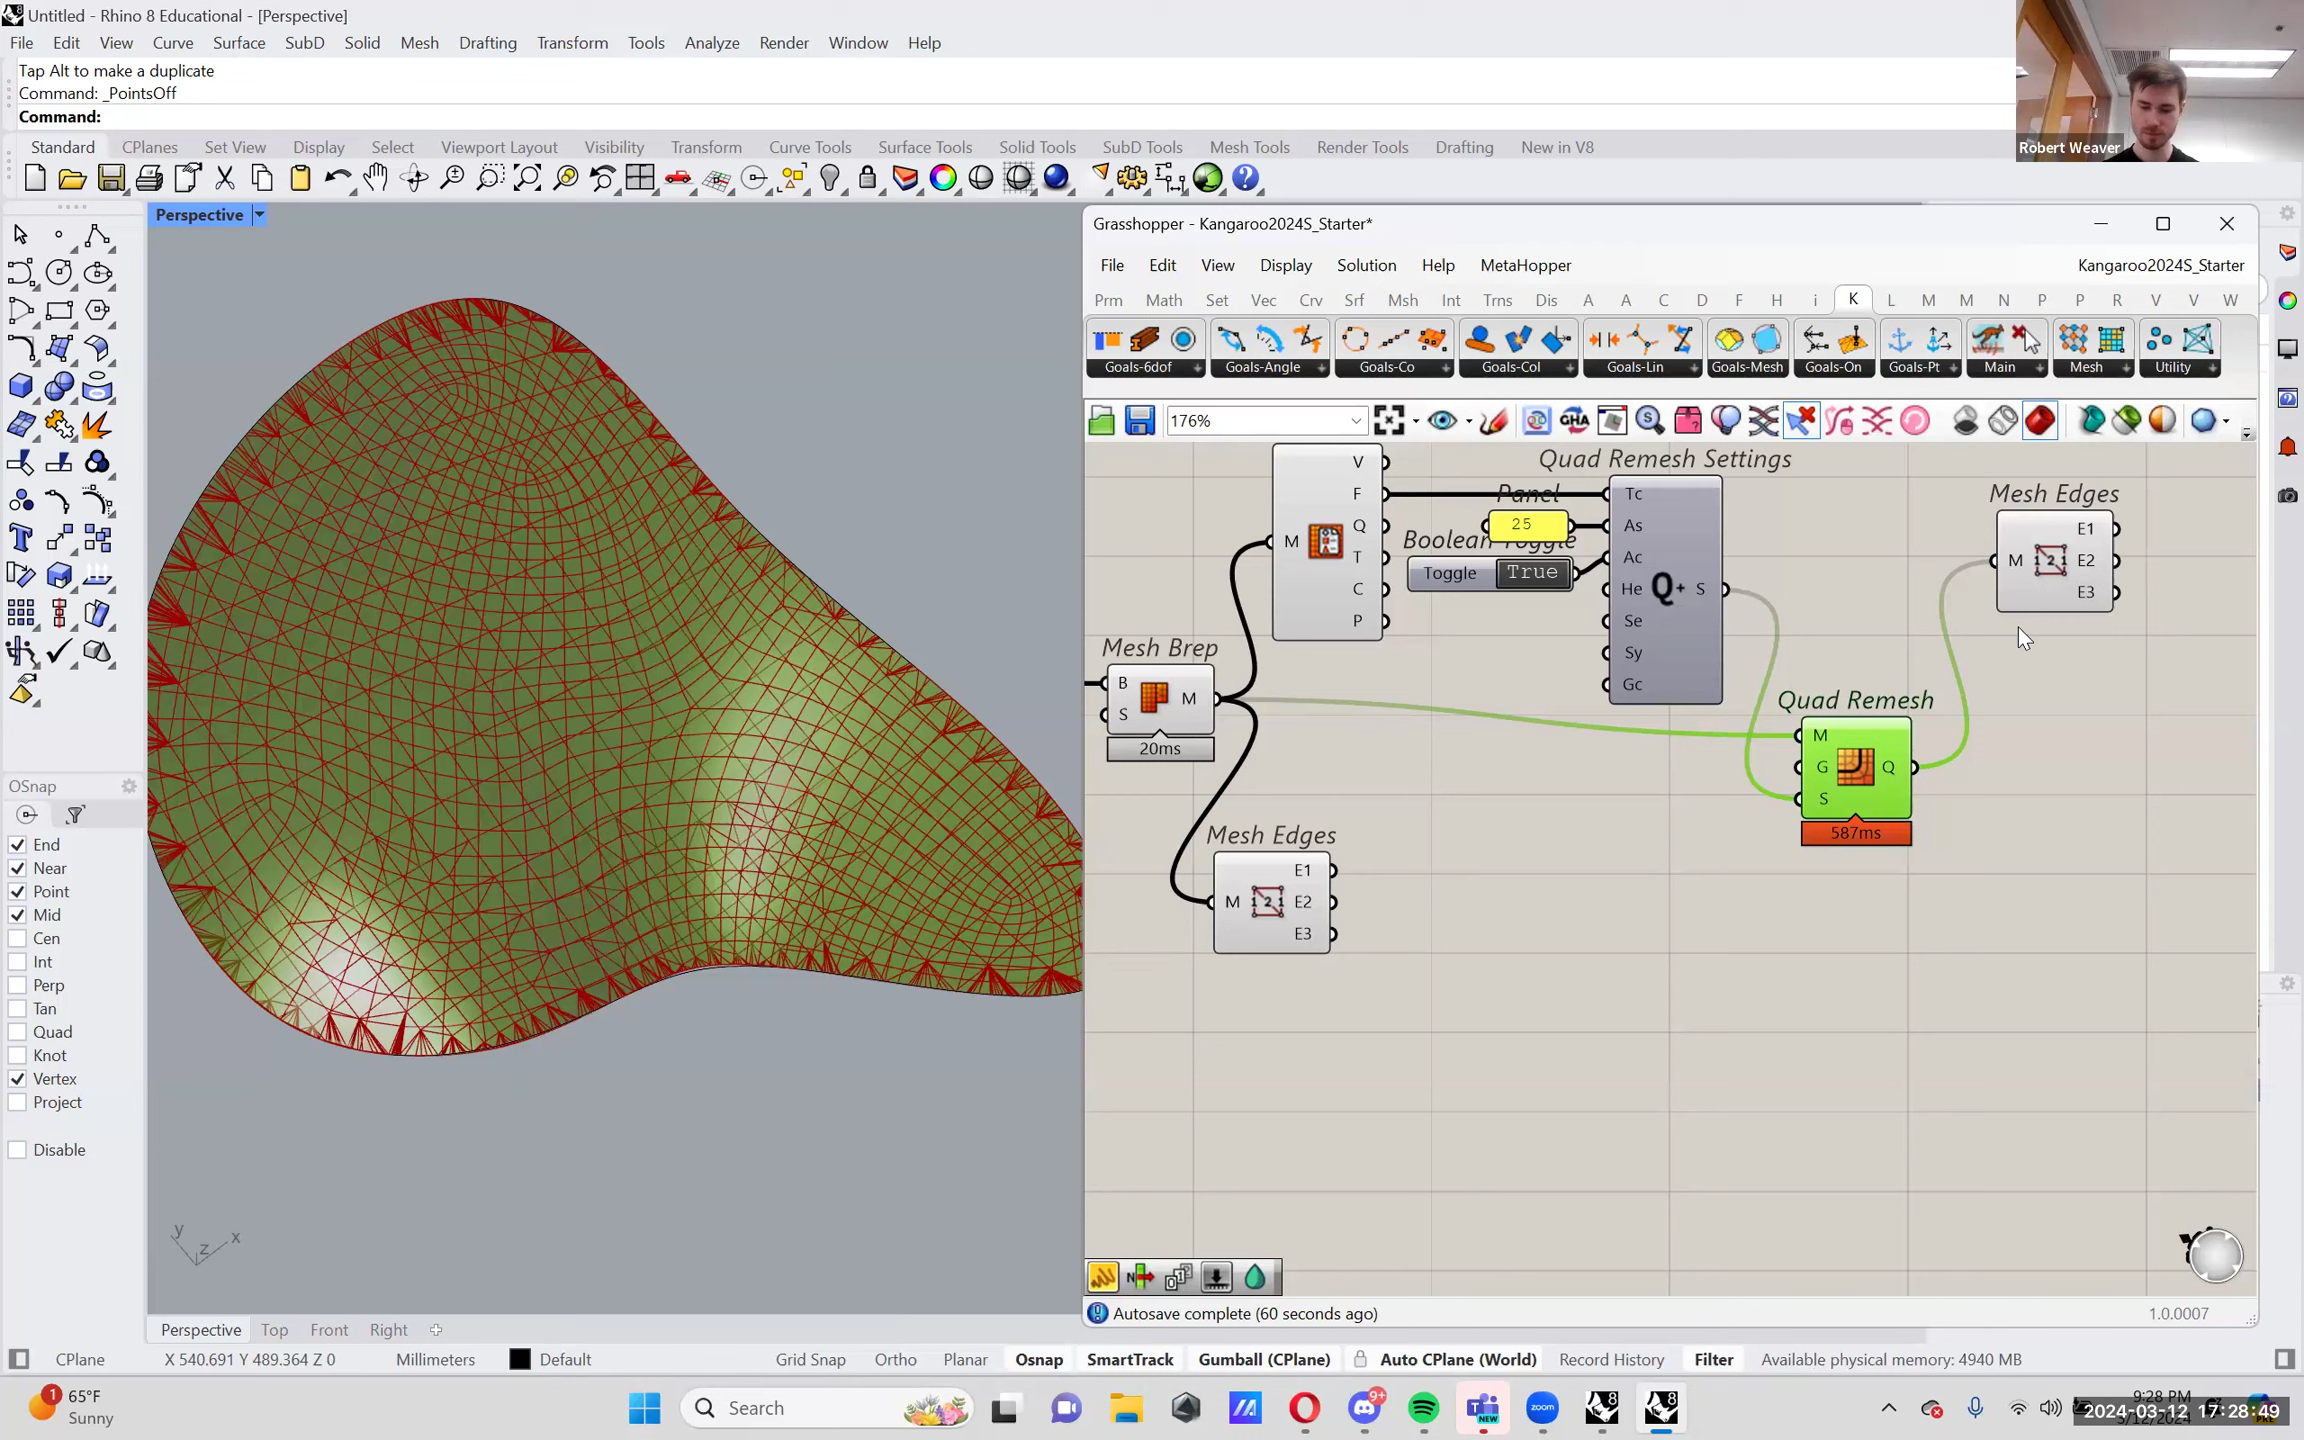 Untitled - Rhino 8 Educational - [Perspective]
File Edit View Curve Surface SubD Solid Mesh Drafting Transform Tools Analyze Render Window Help
Tap Alt to make a duplicate
Command: _PointsOff
Command:
Robert Weaver
Standard CPlanes Set View Display Select Viewport Layout Visibility Transform Curve Tools Surface Tools Solid Tools SubD Tools Mesh Tools Render Tools Drafting New in V8
Perspective
Grasshopper - Kangaroo2024S_Starter*
File Edit View Display Solution Help MetaHopper Kangaroo2024S_Starter
Prm Math Set Vec Crv Srf Msh Int Trns Dis A A C D F H i K L M M N P P R V V W
Goals-6dof Goals-Angle Goals-Co Goals-Col Goals-Lin Goals-Mesh Goals-On Goals-Pt Main Mesh Utility
176%
V
F
Q
M
T
C
P
Panel
25
Boolean Toggle
Toggle True
Quad Remesh Settings
Tc
As
Ac
He Q+ S
Se
Sy
Gc
Mesh Edges
E1
M E2
E3
Mesh Brep
B
M
S
20ms
Quad Remesh
M
G Q
S
587ms
Mesh Edges
E1
M E2
E3
OSnap
End
Near
Point
Mid
Cen
Int
Perp
Tan
Quad
Knot
Vertex
Project
Disable
y
z
x
Autosave complete (60 seconds ago) 1.0.0007
Perspective Top Front Right
CPlane X 540.691 Y 489.364 Z 0 Millimeters Default Grid Snap Ortho Planar Osnap SmartTrack Gumball (CPlane) Auto CPlane (World) Record History Filter Available physical memory: 4940 MB
1
65°F
Sunny
Search
9+
NEW
zoom
8
8
9:28 PM
2024-03-12 17:28:49